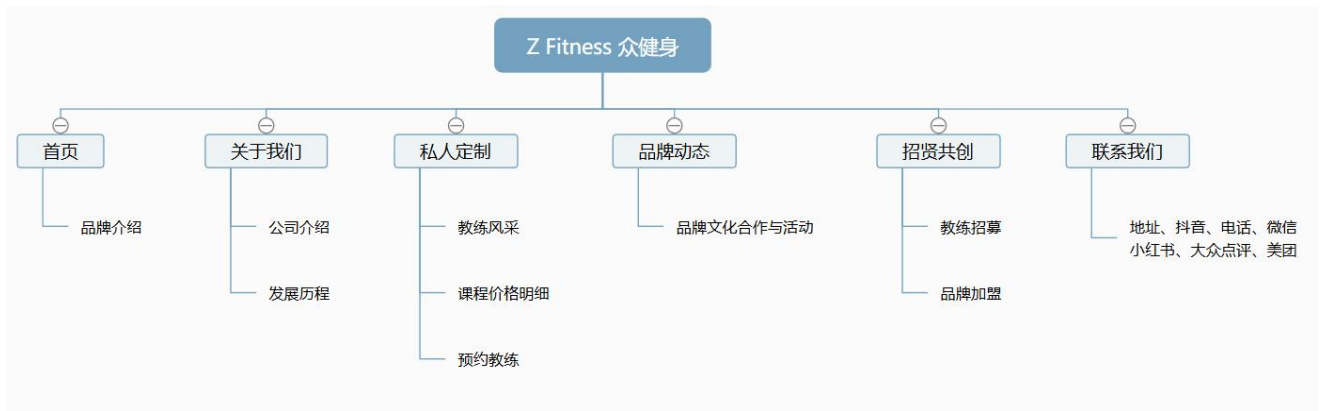 Z Fitness 众健身
首页
关于我们
私人定制
品牌动态
招贤共创
联系我们
品牌介绍
公司介绍
教练风采
品牌文化合作与活动
教练招募
地址、抖音、电话、微信
小红书、大众点评、美团
发展历程
课程价格明细
品牌加盟
预约教练